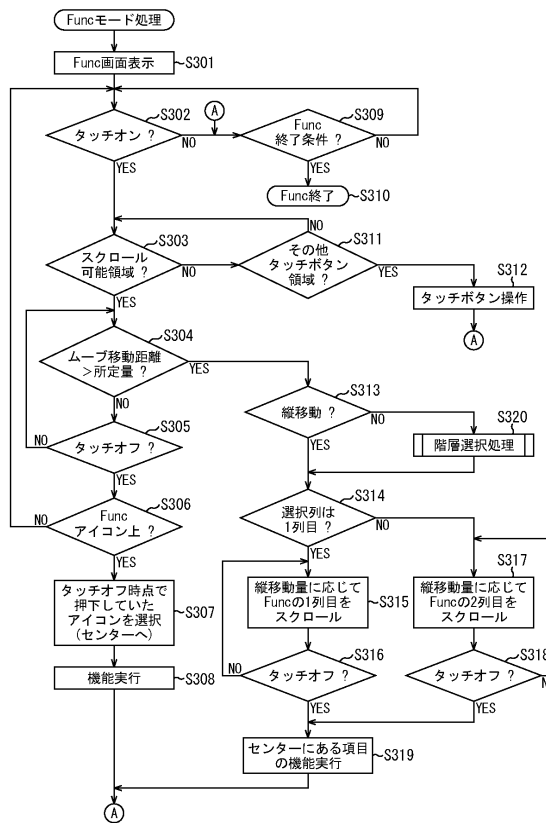 Funcモード処理
Func画面表示
S301
S302
タッチオン ?
NO
YES
A
S309
Func
終了条件 ?
NO
YES
Func終了
S310
S303
スクロール
可能領域 ?
NO
YES
NO
S311
その他
タッチボタン
領域 ?
YES
S312
タッチボタン操作
A
S304
ムーブ移動距離
>所定量 ?
YES
NO
S305
タッチオフ ?
NO
YES
S306
Func
アイコン上 ?
NO
YES
タッチオフ時点で
押下していた
アイコンを選択
(センターへ)
S307
機能実行
S308
S313
縦移動 ?
NO
YES
S320
階層選択処理
S314
選択列は
1列目 ?
NO
YES
縦移動量に応じて
Funcの1列目を
スクロール
S315
S316
タッチオフ ?
NO
YES
S317
縦移動量に応じて
Funcの2列目を
スクロール
S318
タッチオフ ?
NO
YES
センターにある項目
の機能実行
S319
A